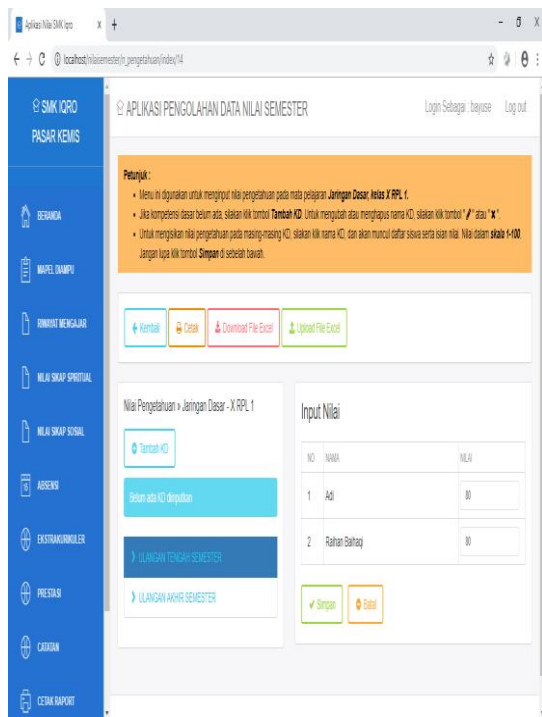 Aplikasi Nilai SMK Iqro
localhost/nilaisemester/n_pengetahuan/index/14
SMK IQRO
PASAR KEMIS
APLIKASI PENGOLAHAN DATA NILAI SEMESTER
Login Sebagai : bayuse
Log out
BERANDA
MAPEL DIAMPU
RIWAYAT MENGAJAR
NILAI SIKAP SPIRITUAL
NILAI SIKAP SOSIAL
ABSENSI
EKSTRAKURIKULER
PRESTASI
CATATAN
CETAK RAPORT
Petunjuk :
• Menu ini digunakan untuk menginput nilai pengetahuan pada mata pelajaran Jaringan Dasar, kelas X RPL 1.
• Jika kompetensi dasar belum ada, silakan klik tombol Tambah KD. Untuk mengubah atau menghapus nama KD, silakan klik tombol " " atau " x ".
• Untuk mengisikan nilai pengetahuan pada masing-masing KD, silakan klik nama KD, dan akan muncul daftar siswa serta isian nilai. Nilai dalam skala 1-100.
Jangan lupa klik tombol Simpan di sebelah bawah.
Kembali
Cetak
Download File Excel
Upload File Excel
Nilai Pengetahuan » Jaringan Dasar - X RPL 1
Tambah KD
Belum ada KD diinputkan
ULANGAN TENGAH SEMESTER
ULANGAN AKHIR SEMESTER
Input Nilai
NO NAMA NILAI
1 Adi 80
2 Raihan Baihaqi 80
Simpan
Batal